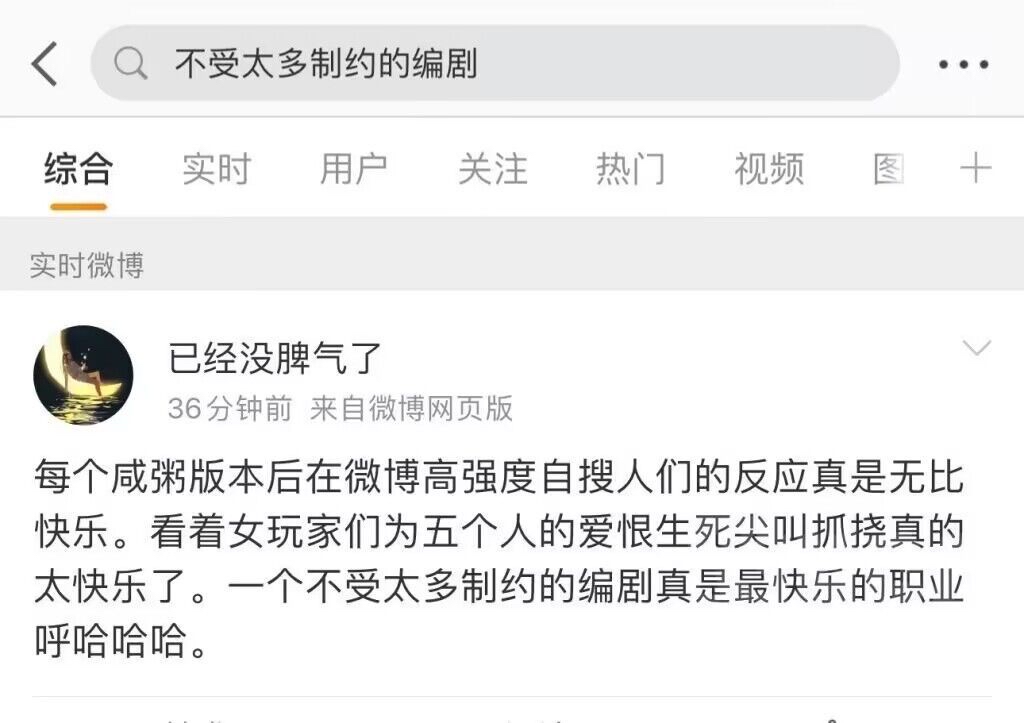 不受太多制约的编剧
综合 实时 用户 关注 热门 视频 图
实时微博
已经没脾气了
36分钟前 来自微博网页版
每个咸粥版本后在微博高强度自搜人们的反应真是无比
快乐。看着女玩家们为五个人的爱恨生死尖叫抓挠真的
太快乐了。一个不受太多制约的编剧真是最快乐的职业
呼哈哈哈。